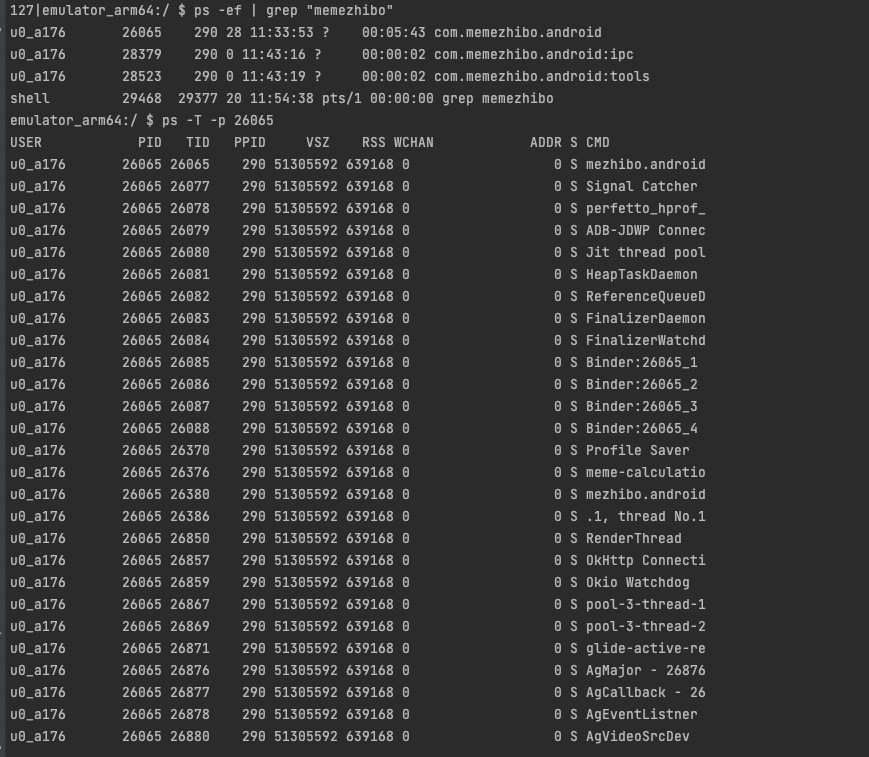 127|emulator_arm64:/ $ ps -ef | grep "memezhibo"
u0_a176       26065    290 28 11:33:53 ?    00:05:43 com.memezhibo.android
u0_a176       28379    290 0 11:43:16 ?     00:00:02 com.memezhibo.android:ipc
u0_a176       28523    290 0 11:43:19 ?     00:00:02 com.memezhibo.android:tools
shell         29468  29377 20 11:54:38 pts/1 00:00:00 grep memezhibo
emulator_arm64:/ $ ps -T -p 26065
USER            PID   TID   PPID     VSZ    RSS WCHAN            ADDR S CMD
u0_a176       26065 26065    290 51305592 639168 0                  0 S mezhibo.android
u0_a176       26065 26077    290 51305592 639168 0                  0 S Signal Catcher
u0_a176       26065 26078    290 51305592 639168 0                  0 S perfetto_hprof_
u0_a176       26065 26079    290 51305592 639168 0                  0 S ADB-JDWP Connec
u0_a176       26065 26080    290 51305592 639168 0                  0 S Jit thread pool
u0_a176       26065 26081    290 51305592 639168 0                  0 S HeapTaskDaemon
u0_a176       26065 26082    290 51305592 639168 0                  0 S ReferenceQueueD
u0_a176       26065 26083    290 51305592 639168 0                  0 S FinalizerDaemon
u0_a176       26065 26084    290 51305592 639168 0                  0 S FinalizerWatchd
u0_a176       26065 26085    290 51305592 639168 0                  0 S Binder:26065_1
u0_a176       26065 26086    290 51305592 639168 0                  0 S Binder:26065_2
u0_a176       26065 26087    290 51305592 639168 0                  0 S Binder:26065_3
u0_a176       26065 26088    290 51305592 639168 0                  0 S Binder:26065_4
u0_a176       26065 26370    290 51305592 639168 0                  0 S Profile Saver
u0_a176       26065 26376    290 51305592 639168 0                  0 S meme-calculatio
u0_a176       26065 26380    290 51305592 639168 0                  0 S mezhibo.android
u0_a176       26065 26386    290 51305592 639168 0                  0 S .1, thread No.1
u0_a176       26065 26850    290 51305592 639168 0                  0 S RenderThread
u0_a176       26065 26857    290 51305592 639168 0                  0 S OkHttp Connecti
u0_a176       26065 26859    290 51305592 639168 0                  0 S Okio Watchdog
u0_a176       26065 26867    290 51305592 639168 0                  0 S pool-3-thread-1
u0_a176       26065 26869    290 51305592 639168 0                  0 S pool-3-thread-2
u0_a176       26065 26871    290 51305592 639168 0                  0 S glide-active-re
u0_a176       26065 26876    290 51305592 639168 0                  0 S AgMajor - 26876
u0_a176       26065 26877    290 51305592 639168 0                  0 S AgCallback - 26
u0_a176       26065 26878    290 51305592 639168 0                  0 S AgEventListner
u0_a176       26065 26880    290 51305592 639168 0                  0 S AgVideoSrcDev